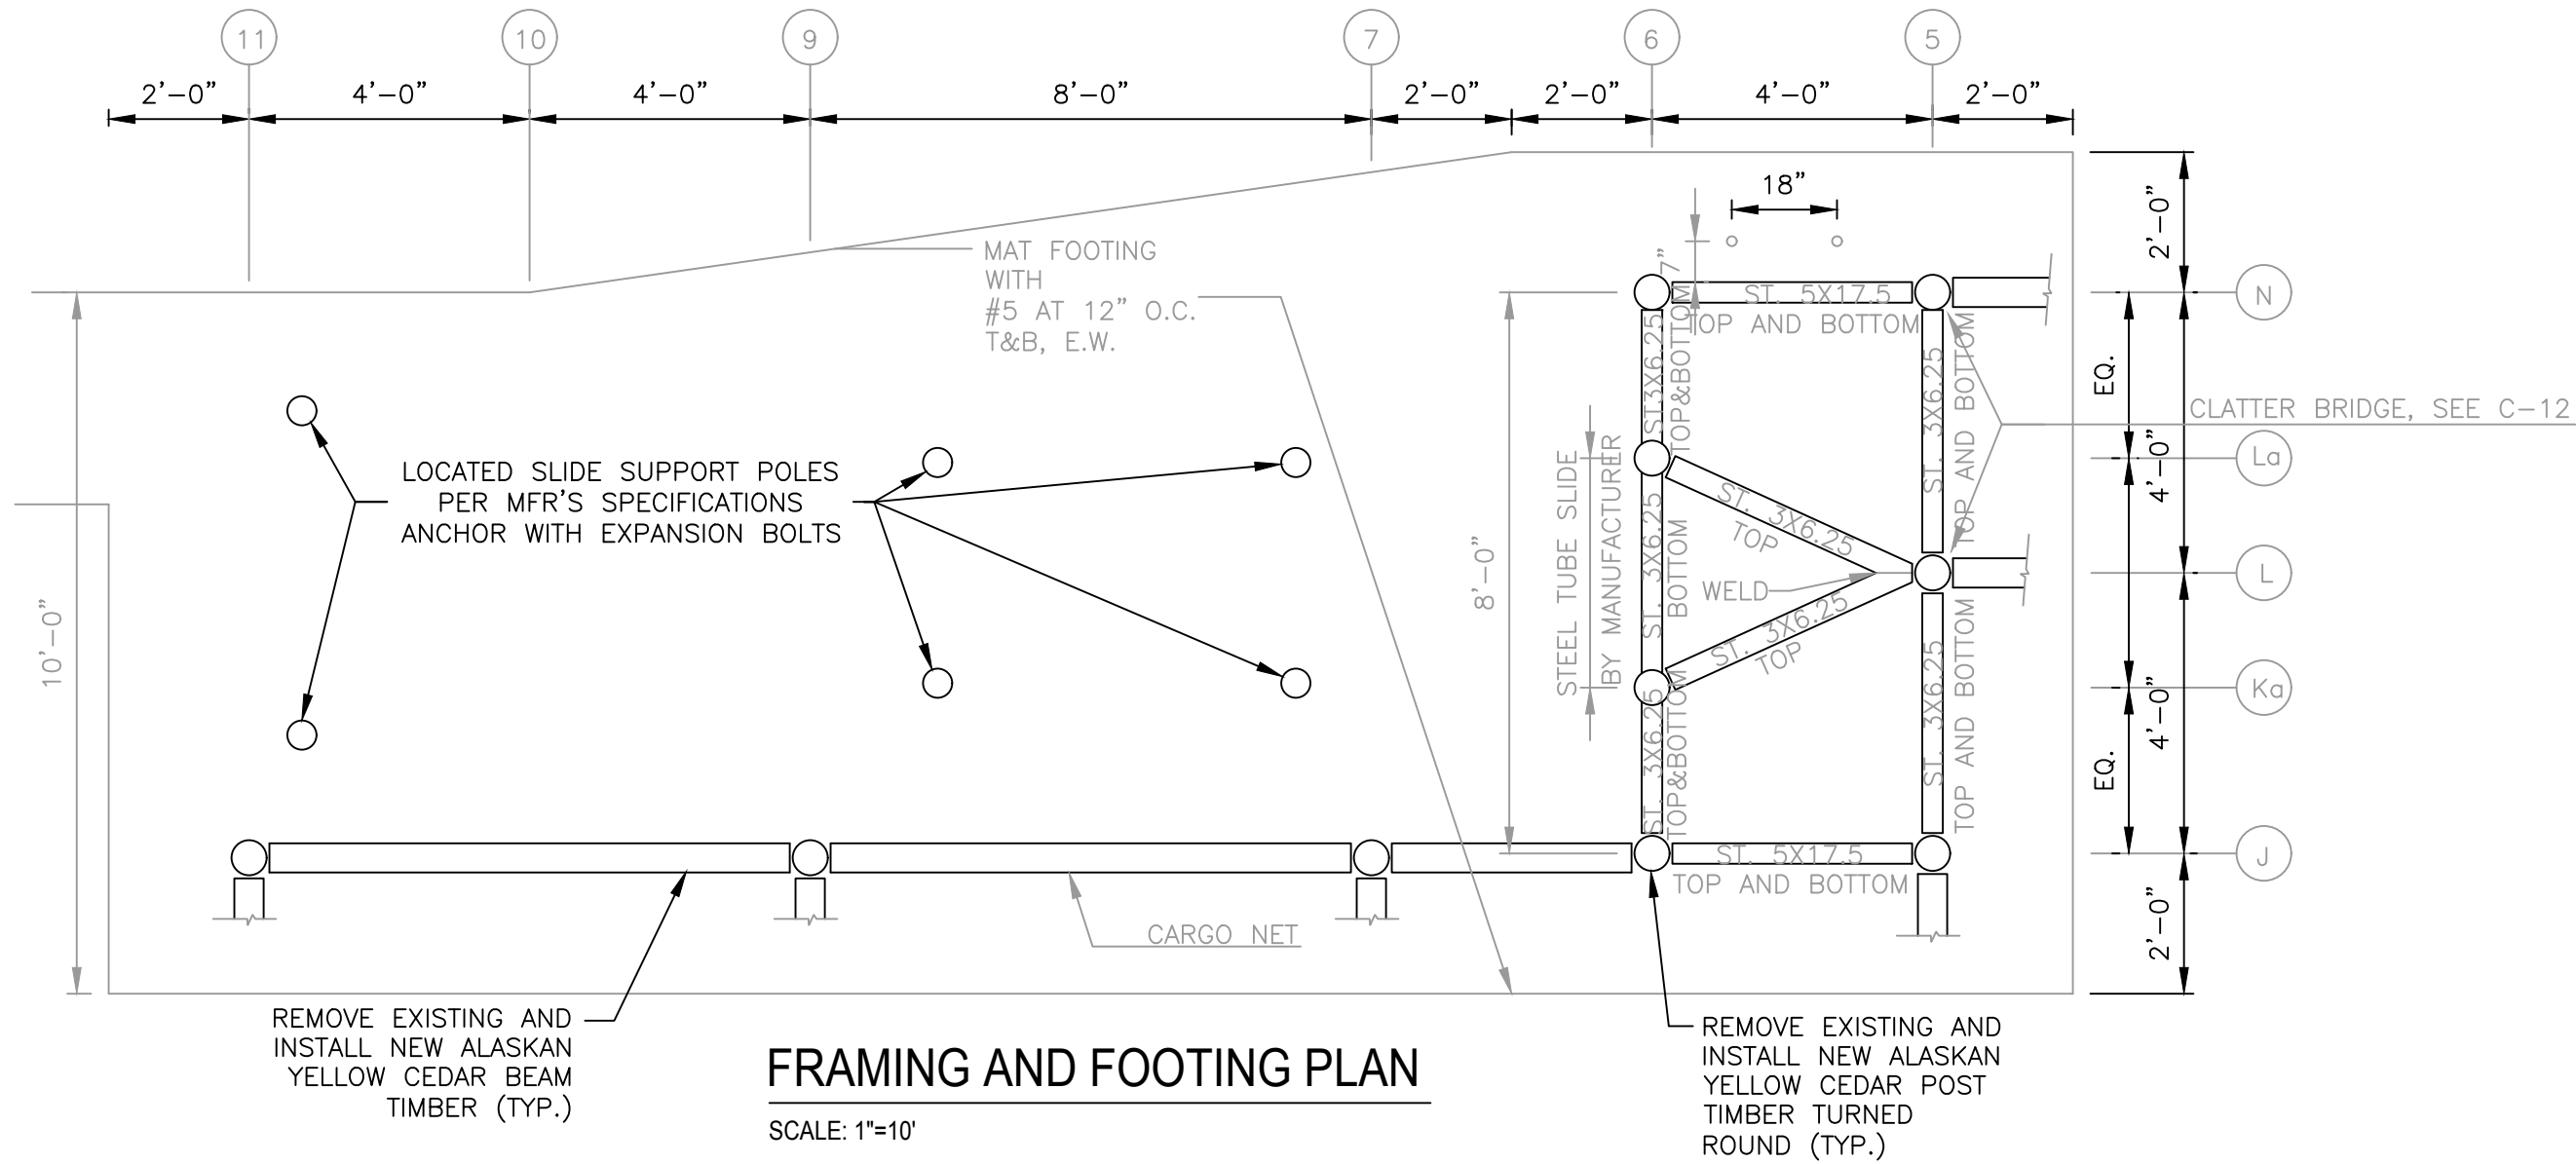 11
10
9
7
6
5
2'-0"
4'-0"
4'-0"
8'-0"
2'-0"
2'-0"
4'-0"
2'-0"
18"
7"
MAT FOOTING
WITH
#5 AT 12" O.C.
T&B, E.W.
ST. 5X17.5
TOP AND BOTTOM
ST3X6.25
TOP&BOTTOM
ST. 3X6.25
TOP AND BOTTOM
2'-0"
N
EQ.
4'-0"
CLATTER BRIDGE, SEE C-12
La
L
Ka
J
4'-0"
EQ.
2'-0"
LOCATED SLIDE SUPPORT POLES
PER MFR'S SPECIFICATIONS
ANCHOR WITH EXPANSION BOLTS
10'-0"
8'-0"
STEEL TUBE SLIDE
BY MANUFACTURER
ST. 3X6.25
BOTTOM
ST. 3X6.25
TOP
WELD
ST. 3X6.25
TOP
ST. 3X6.25
TOP&BOTTOM
ST. 3X6.25
TOP AND BOTTOM
ST. 5X17.5
TOP AND BOTTOM
CARGO NET
REMOVE EXISTING AND
INSTALL NEW ALASKAN
YELLOW CEDAR BEAM
TIMBER (TYP.)
FRAMING AND FOOTING PLAN
SCALE: 1"=10'
REMOVE EXISTING AND
INSTALL NEW ALASKAN
YELLOW CEDAR POST
TIMBER TURNED
ROUND (TYP.)